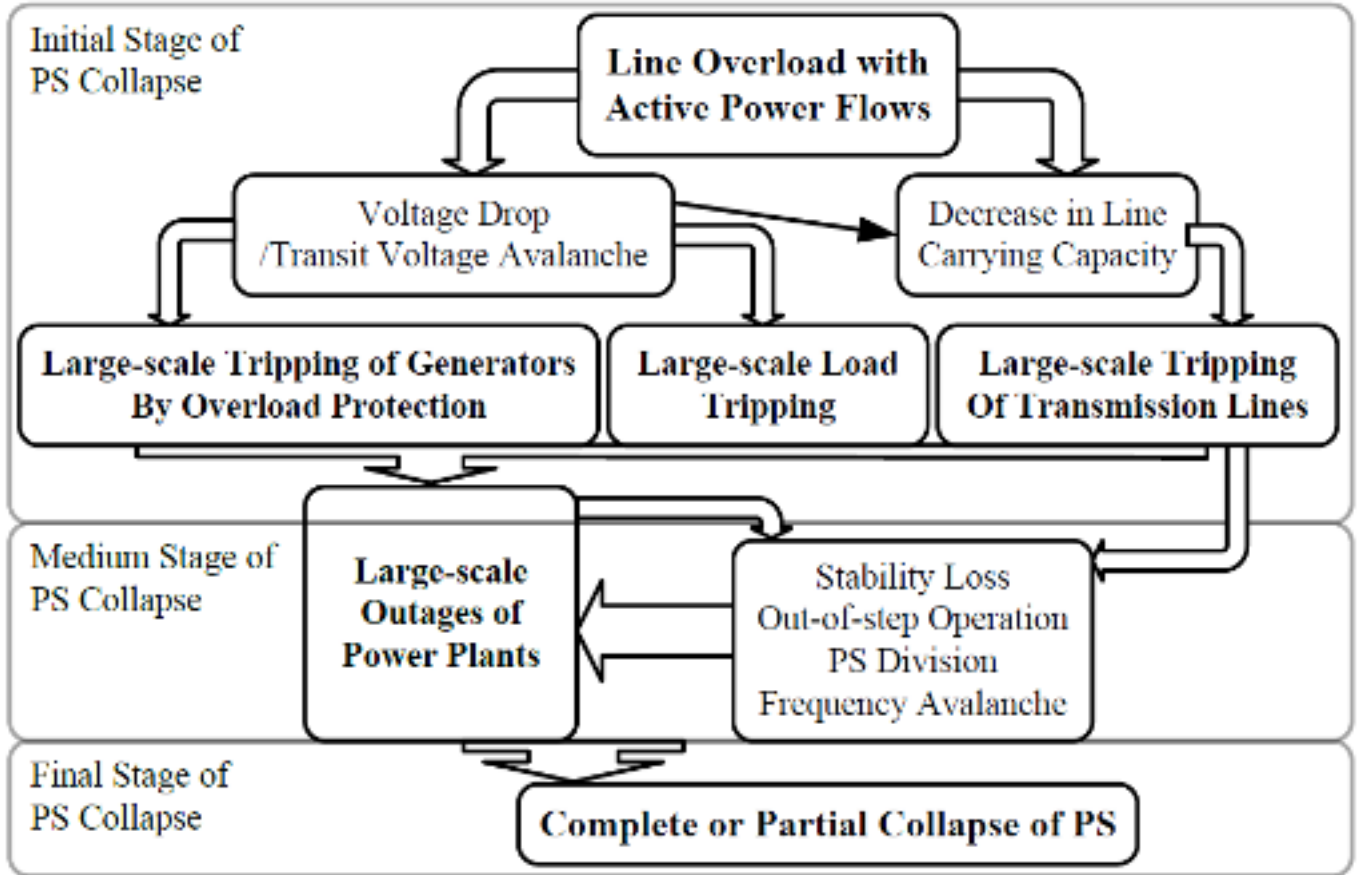 Initial Stage of
PS Collapse
Line Overload with
Active Power Flows
Voltage Drop
/Transit Voltage Avalanche
Decrease in Line
Carrying Capacity
Large-scale Tripping of Generators
By Overload Protection
Large-scale Load
Tripping
Large-scale Tripping
Of Transmission Lines
Medium Stage of
PS Collapse
Large-scale
Outages of
Power Plants
Stability Loss
Out-of-step Operation
PS Division
Frequency Avalanche
Final Stage of
PS Collapse
Complete or Partial Collapse of PS